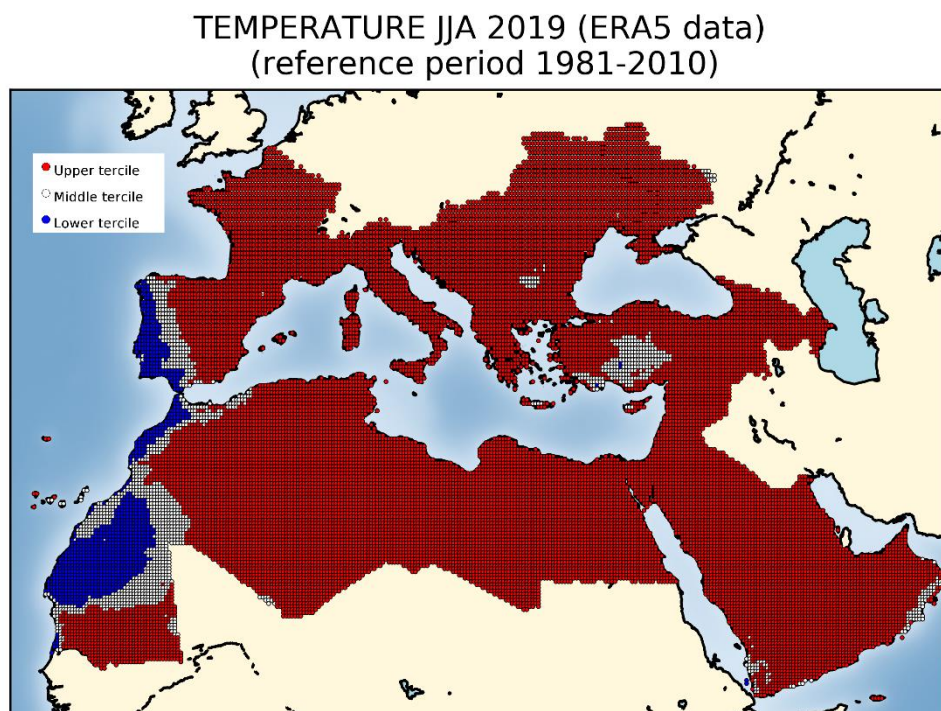 TEMPERATURE JJA 2019 (ERA5 data)
(reference period 1981-2010)
Upper tercile
Middle tercile
Lower tercile